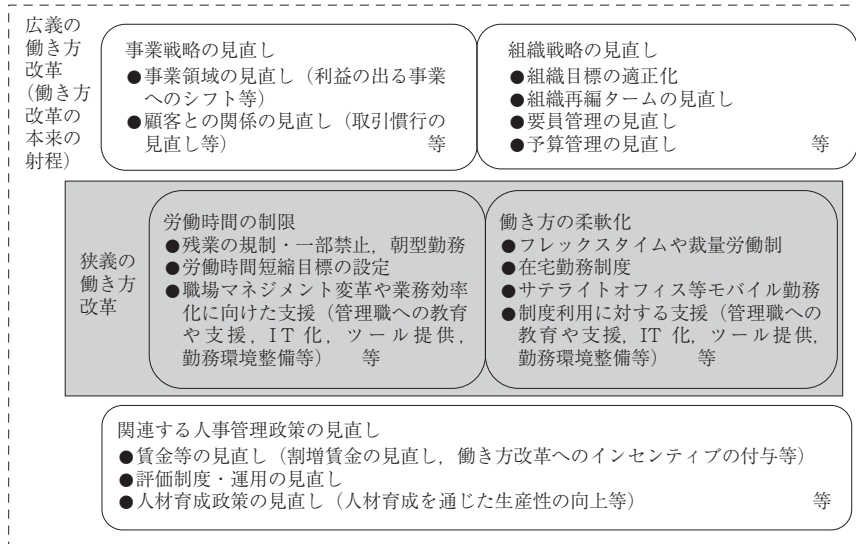 広義の
働き方
改革
（働き方
改革の
本来の
射程）
事業戦略の見直し
●事業領域の見直し（利益の出る事業
へのシフト等）
●顧客との関係の見直し（取引慣行の
見直し等） 等
組織戦略の見直し
●組織目標の適正化
●組織再編タームの見直し
●要員管理の見直し
●予算管理の見直し 等
狭義の
働き方
改革
労働時間の制限
●残業の規制・一部禁止，朝型勤務
●労働時間短縮目標の設定
●職場マネジメント変革や業務効率
化に向けた支援（管理職への教育
や支援，IT 化，ツール提供，
勤務環境整備等） 等
働き方の柔軟化
●フレックスタイムや裁量労働制
●在宅勤務制度
●サテライトオフィス等モバイル勤務
●制度利用に対する支援（管理職への
教育や支援，IT 化，ツール提供，
勤務環境整備等） 等
関連する人事管理政策の見直し
●賃金等の見直し（割増賃金の見直し，働き方改革へのインセンティブの付与等）
●評価制度・運用の見直し
●人材育成政策の見直し（人材育成を通じた生産性の向上等） 等